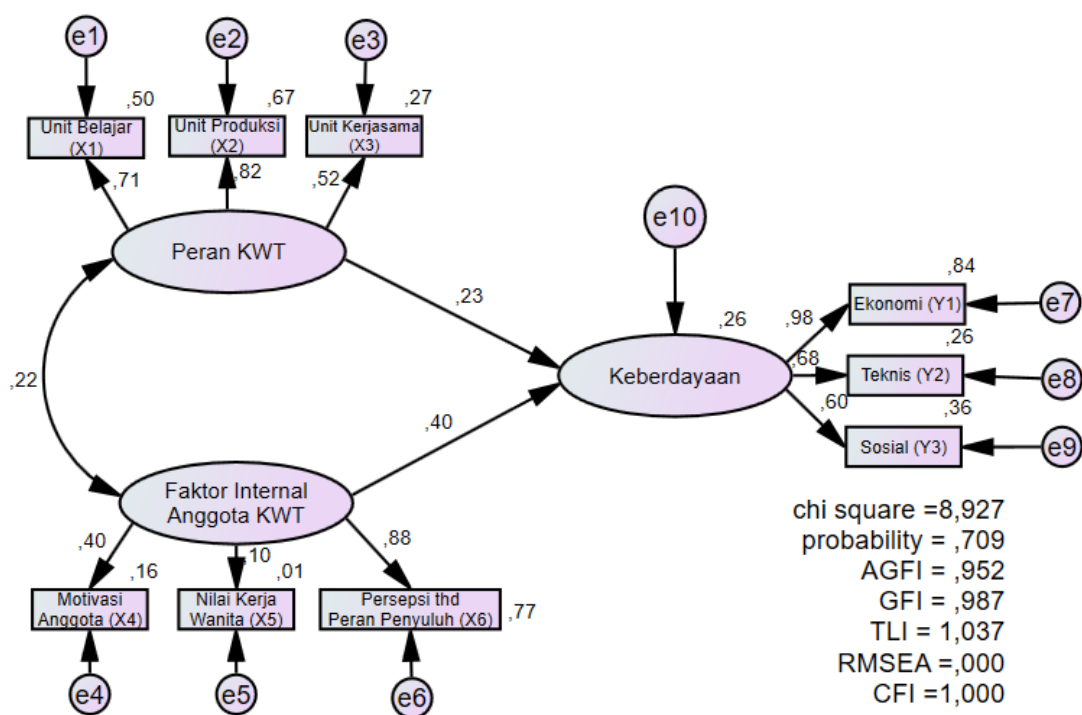 e1
e2
e3
,50
,67
,27
Unit Belajar
(X1)
Unit Produksi
(X2)
Unit Kerjasama
(X3)
,71
,82
,52
Peran KWT
e10
,23
,26
,98
,84
Ekonomi (Y1)
e7
,26
,68
Teknis (Y2)
e8
Keberdayaan
,60
,36
Sosial (Y3)
e9
,22
,40
Faktor Internal
Anggota KWT
,40
,10
,88
,16
,01
Motivasi
Anggota (X4)
Nilai Kerja
Wanita (X5)
Persepsi thd
Peran Penyuluh (X6)
,77
e4
e5
e6
chi square =8,927
probability = ,709
AGFI = ,952
GFI = ,987
TLI = 1,037
RMSEA =,000
CFI =1,000